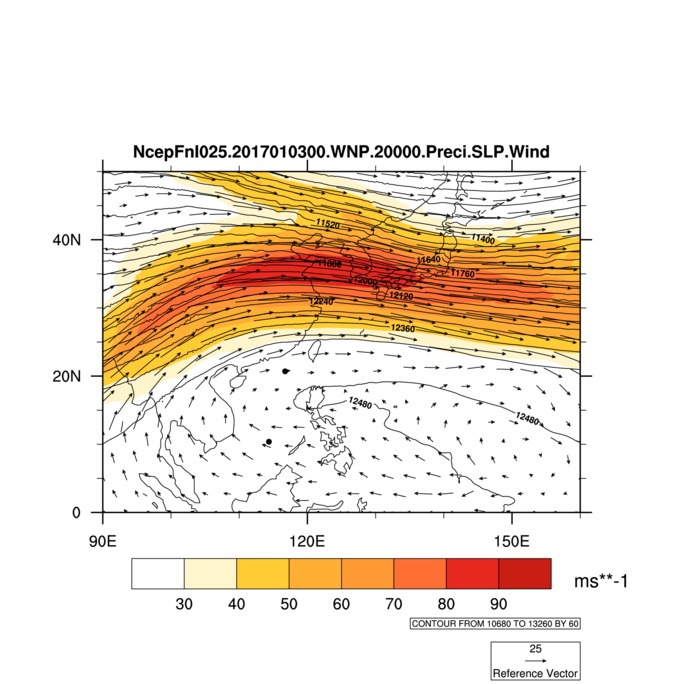 NcepFnl025.2017010300.WNP.20000.Preci.SLP.Wind
11520
11400
40N
11640
11880
11760
12000
12120
12240
12360
20N
12480
12480
0
90E 120E 150E
ms**-1
30 40 50 60 70 80 90
CONTOUR FROM 10680 TO 13260 BY 60
25
Reference Vector